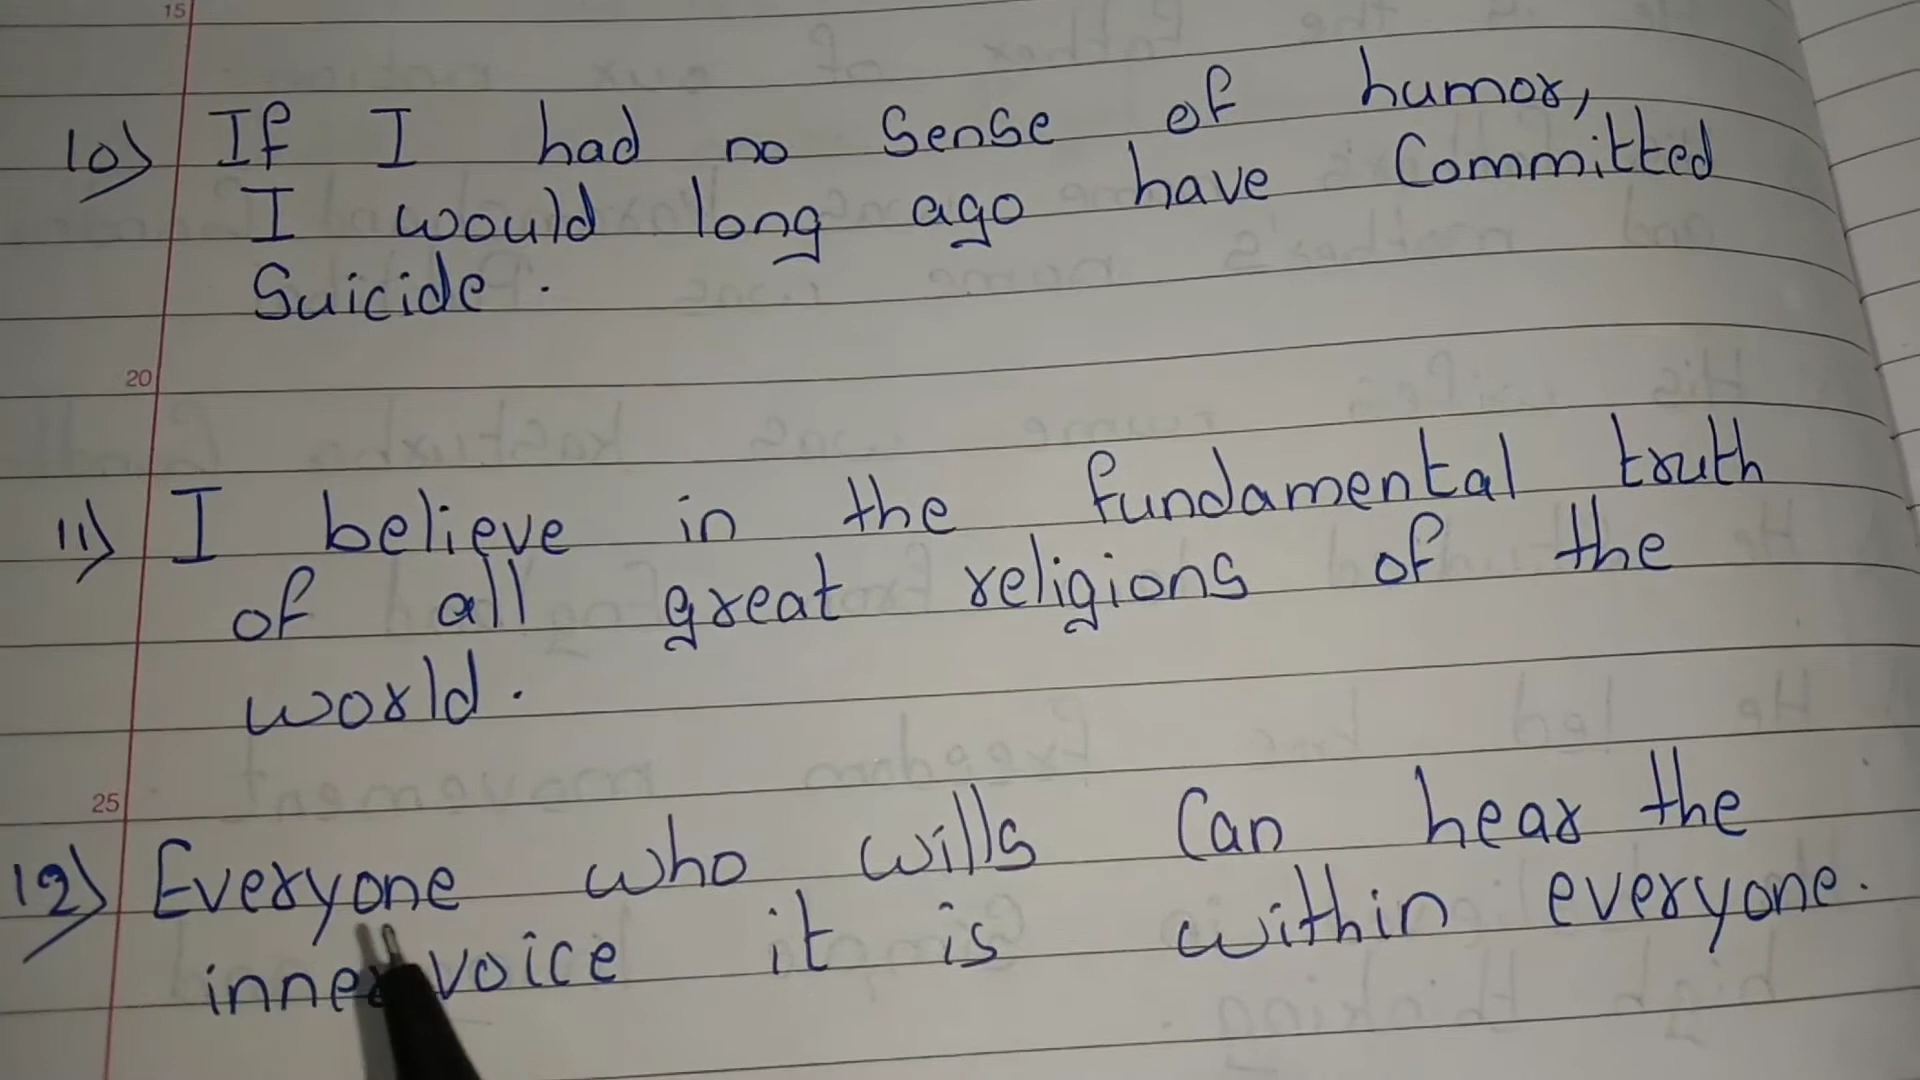 15
10) If I had no Sense of humor,
I would long ago have Committed
Suicide.
20
11) I believe in the fundamental truth
of all great religions of the
world.
25
12) Everyone who wills Can hear the
inner voice it is within everyone.